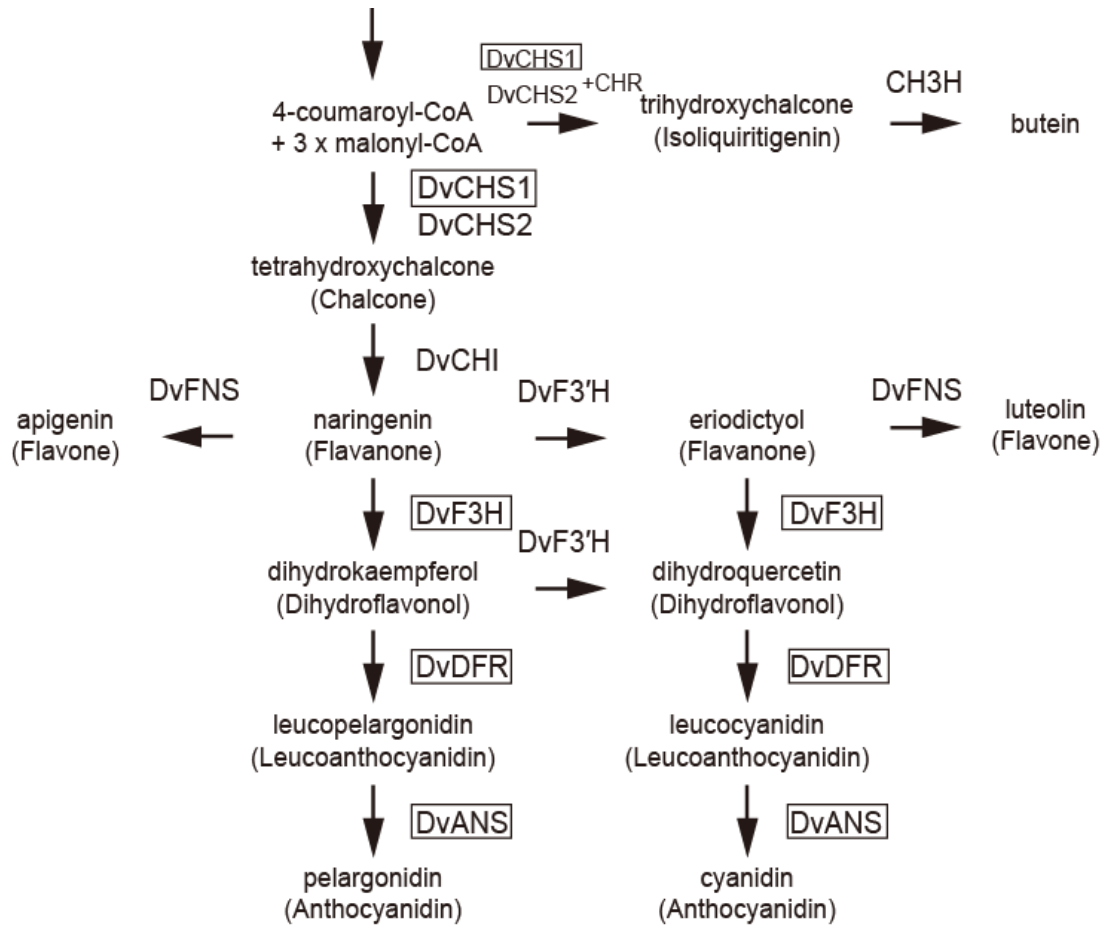 DvCHS1
DvCHS2 +CHR
4-coumaroyl-CoA
+ 3 x malonyl-CoA
trihydroxychalcone
(Isoliquiritigenin)
CH3H
butein
DvCHS1
DvCHS2
tetrahydroxychalcone
(Chalcone)
DvCHI
DvFNS
DvF3′H
DvFNS
apigenin
(Flavone)
naringenin
(Flavanone)
eriodictyol
(Flavanone)
luteolin
(Flavone)
DvF3H
DvF3H
DvF3′H
dihydrokaempferol
(Dihydroflavonol)
dihydroquercetin
(Dihydroflavonol)
DvDFR
DvDFR
leucopelargonidin
(Leucoanthocyanidin)
leucocyanidin
(Leucoanthocyanidin)
DvANS
DvANS
pelargonidin
(Anthocyanidin)
cyanidin
(Anthocyanidin)